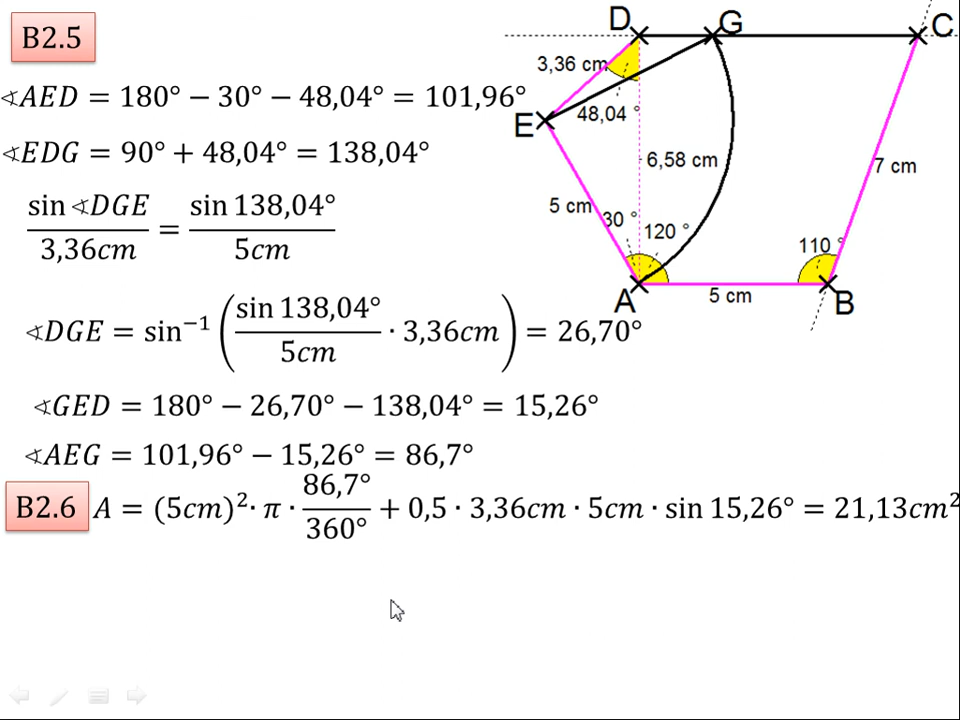 B2.5
∢AED = 180° − 30° − 48,04° = 101,96°
∢EDG = 90° + 48,04° = 138,04°
sin ∢DGE / 3,36cm = sin 138,04° / 5cm
∢DGE = sin⁻¹ (sin 138,04° / 5cm · 3,36cm) = 26,70°
∢GED = 180° − 26,70° − 138,04° = 15,26°
∢AEG = 101,96° − 15,26° = 86,7°
B2.6 A = (5cm)² · π · 86,7° / 360° + 0,5 · 3,36cm · 5cm · sin 15,26° = 21,13cm²
D G C
3,36 cm
E 48,04 °
6,58 cm
7 cm
5 cm
30 °
120 °
110 °
A 5 cm B